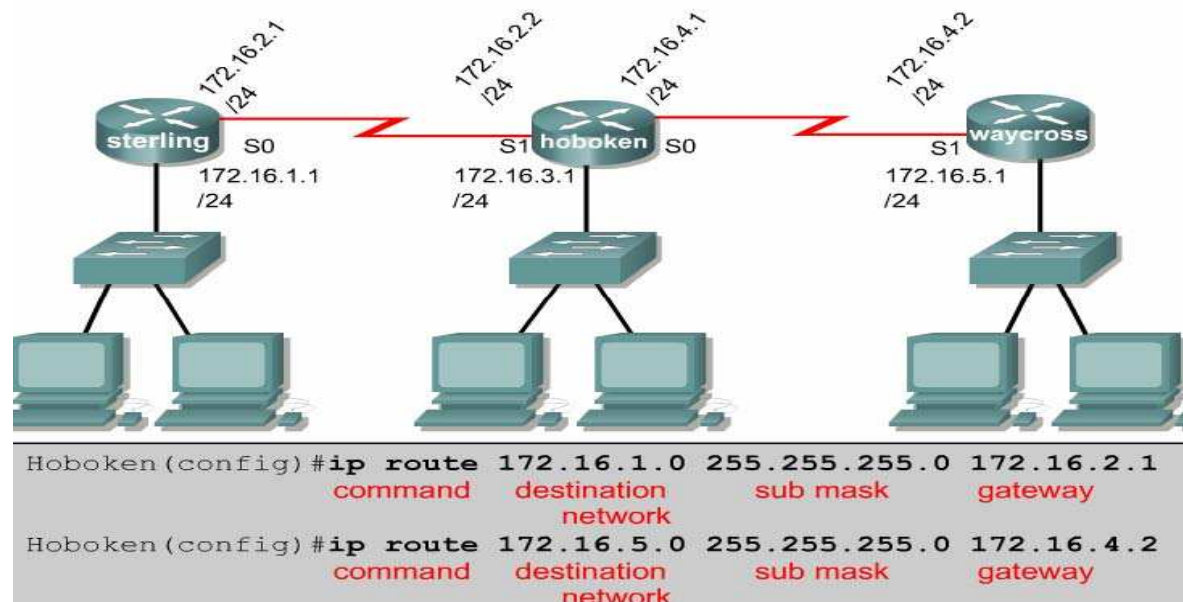 172.16.2.1
/24
172.16.2.2
/24
172.16.4.1
/24
172.16.4.2
/24
sterling
S0
172.16.1.1
/24
S1
hoboken
S0
172.16.3.1
/24
S1
waycross
172.16.5.1
/24
Hoboken(config)#ip route 172.16.1.0 255.255.255.0 172.16.2.1
command destination sub mask gateway
network
Hoboken(config)#ip route 172.16.5.0 255.255.255.0 172.16.4.2
command destination sub mask gateway
network